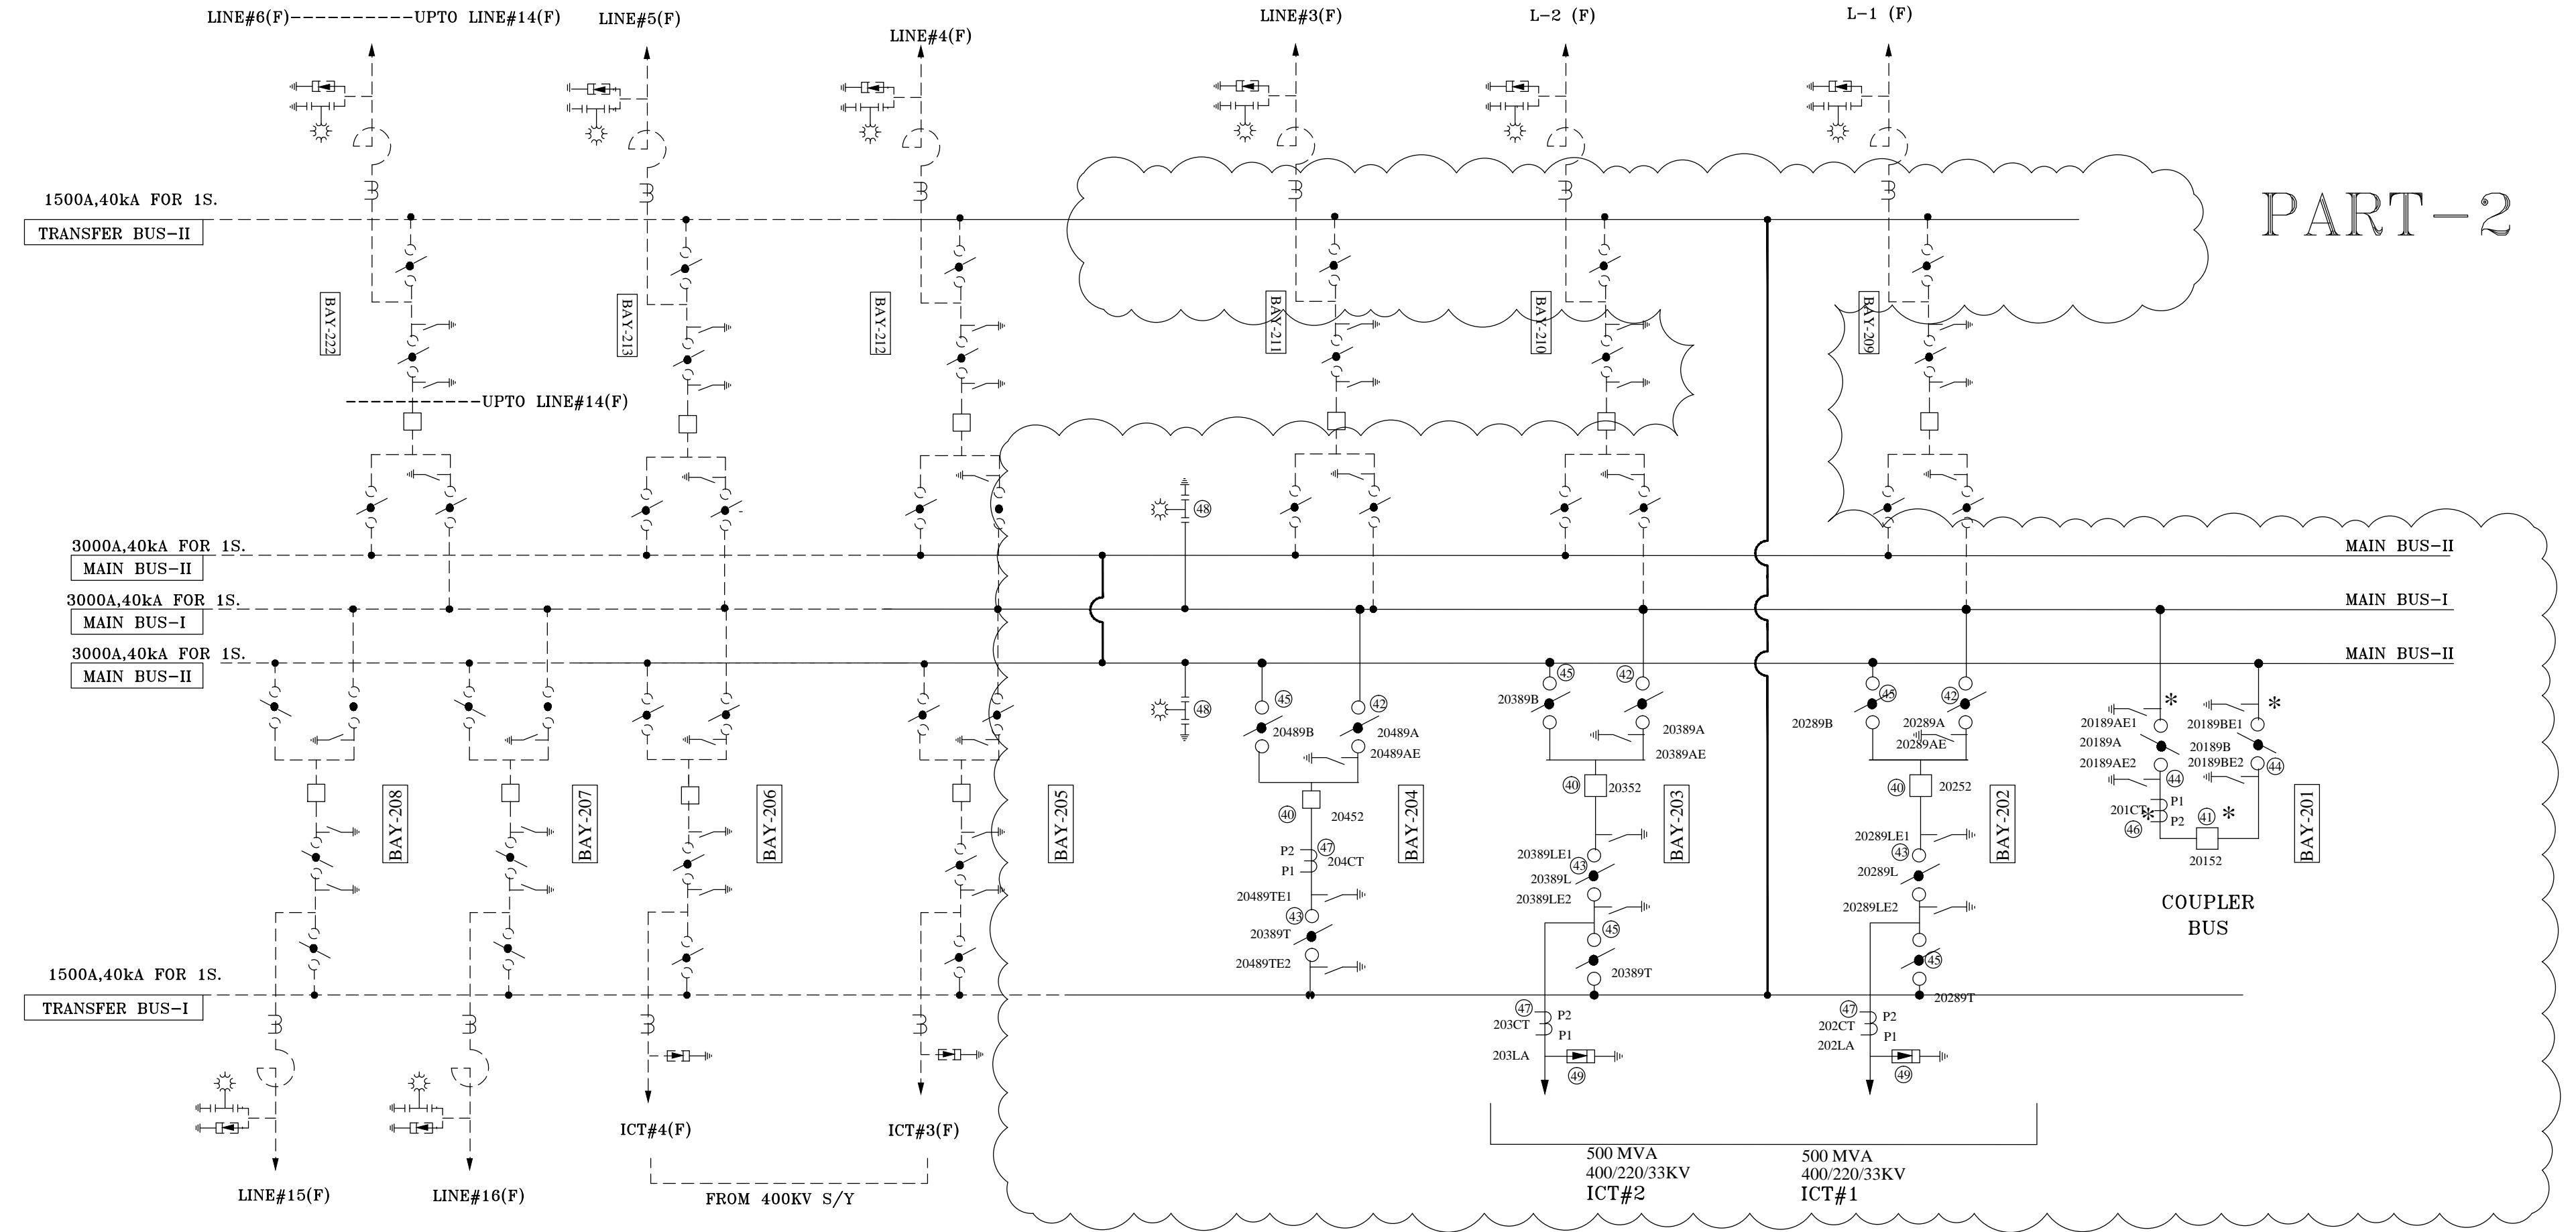 LINE#6(F)----------UPTO LINE#14(F)
LINE#5(F)
LINE#4(F)
LINE#3(F)
L-2 (F)
L-1 (F)
PART-2
1500A,40kA FOR 1S.
TRANSFER BUS-II
BAY-222
BAY-213
BAY-212
BAY-211
BAY-210
BAY-209
-----------UPTO LINE#14(F)
48
3000A,40kA FOR 1S.
MAIN BUS-II
MAIN BUS-II
3000A,40kA FOR 1S.
MAIN BUS-I
MAIN BUS-I
3000A,40kA FOR 1S.
MAIN BUS-II
MAIN BUS-II
48
45
42
20489B
20489A
20489AE
40
20452
P2
47
204CT
P1
20489TE1
43
20389T
20489TE2
BAY-204
45
42
20389B
20389A
20389AE
40
20352
20389LE1
43
20389L
20389LE2
45
20389T
BAY-203
47
P2
203CT
P1
203LA
49
45
42
20289B
20289A
20289AE
40
20252
20289LE1
43
20289L
20289LE2
45
20289T
BAY-202
47
P2
202CT
P1
202LA
49
*
*
20189AE1
20189BE1
20189A
20189B
20189AE2
20189BE2
44
44
P1
201CT
*
P2
46
41
*
20152
BAY-201
COUPLER
BUS
BAY-208
BAY-207
BAY-206
BAY-205
1500A,40kA FOR 1S.
TRANSFER BUS-I
ICT#4(F)
ICT#3(F)
LINE#15(F)
LINE#16(F)
FROM 400KV S/Y
500 MVA
400/220/33KV
ICT#2
500 MVA
400/220/33KV
ICT#1